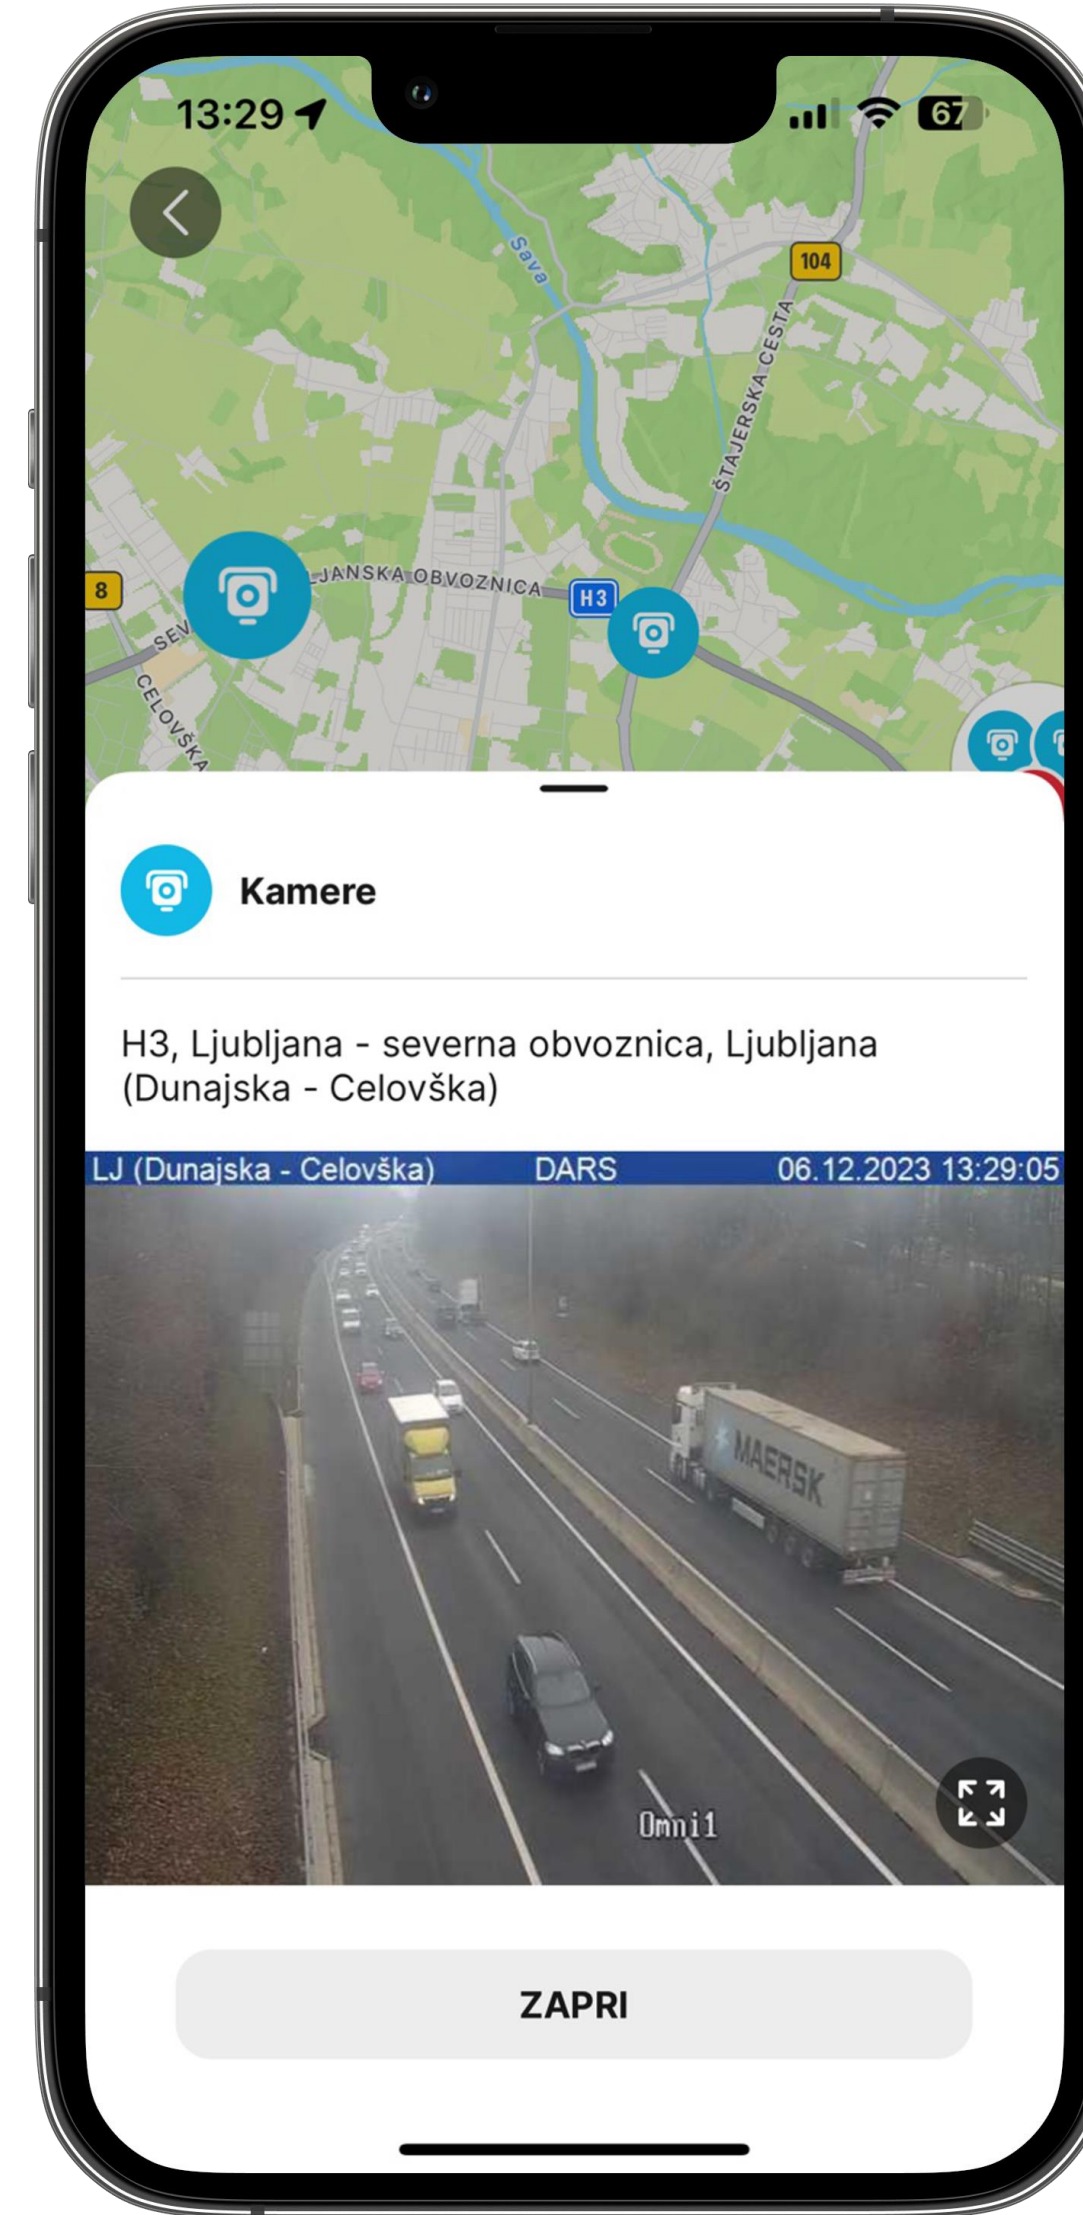 13:29
67
Sava
104
ŠTAJERSKA CESTA
LJANSKA OBVOZNICA
H3
8
SEV
CELOVŠKA
Kamere
H3, Ljubljana - severna obvoznica, Ljubljana
(Dunajska - Celovška)
LJ (Dunajska - Celovška) DARS 06.12.2023 13:29:05
MAERSK
Omni1
ZAPRI